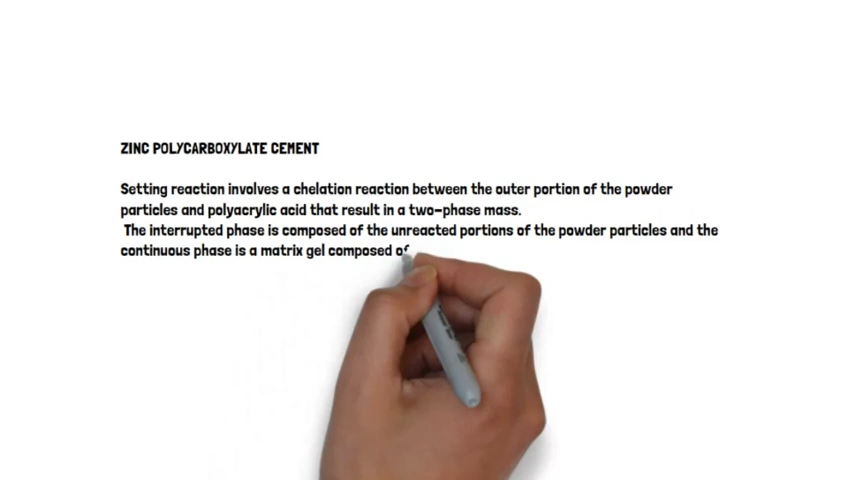 ZINC POLYCARBOXYLATE CEMENT
Setting reaction involves a chelation reaction between the outer portion of the powder
particles and polyacrylic acid that result in a two-phase mass.
The interrupted phase is composed of the unreacted portions of the powder particles and the
continuous phase is a matrix gel composed of